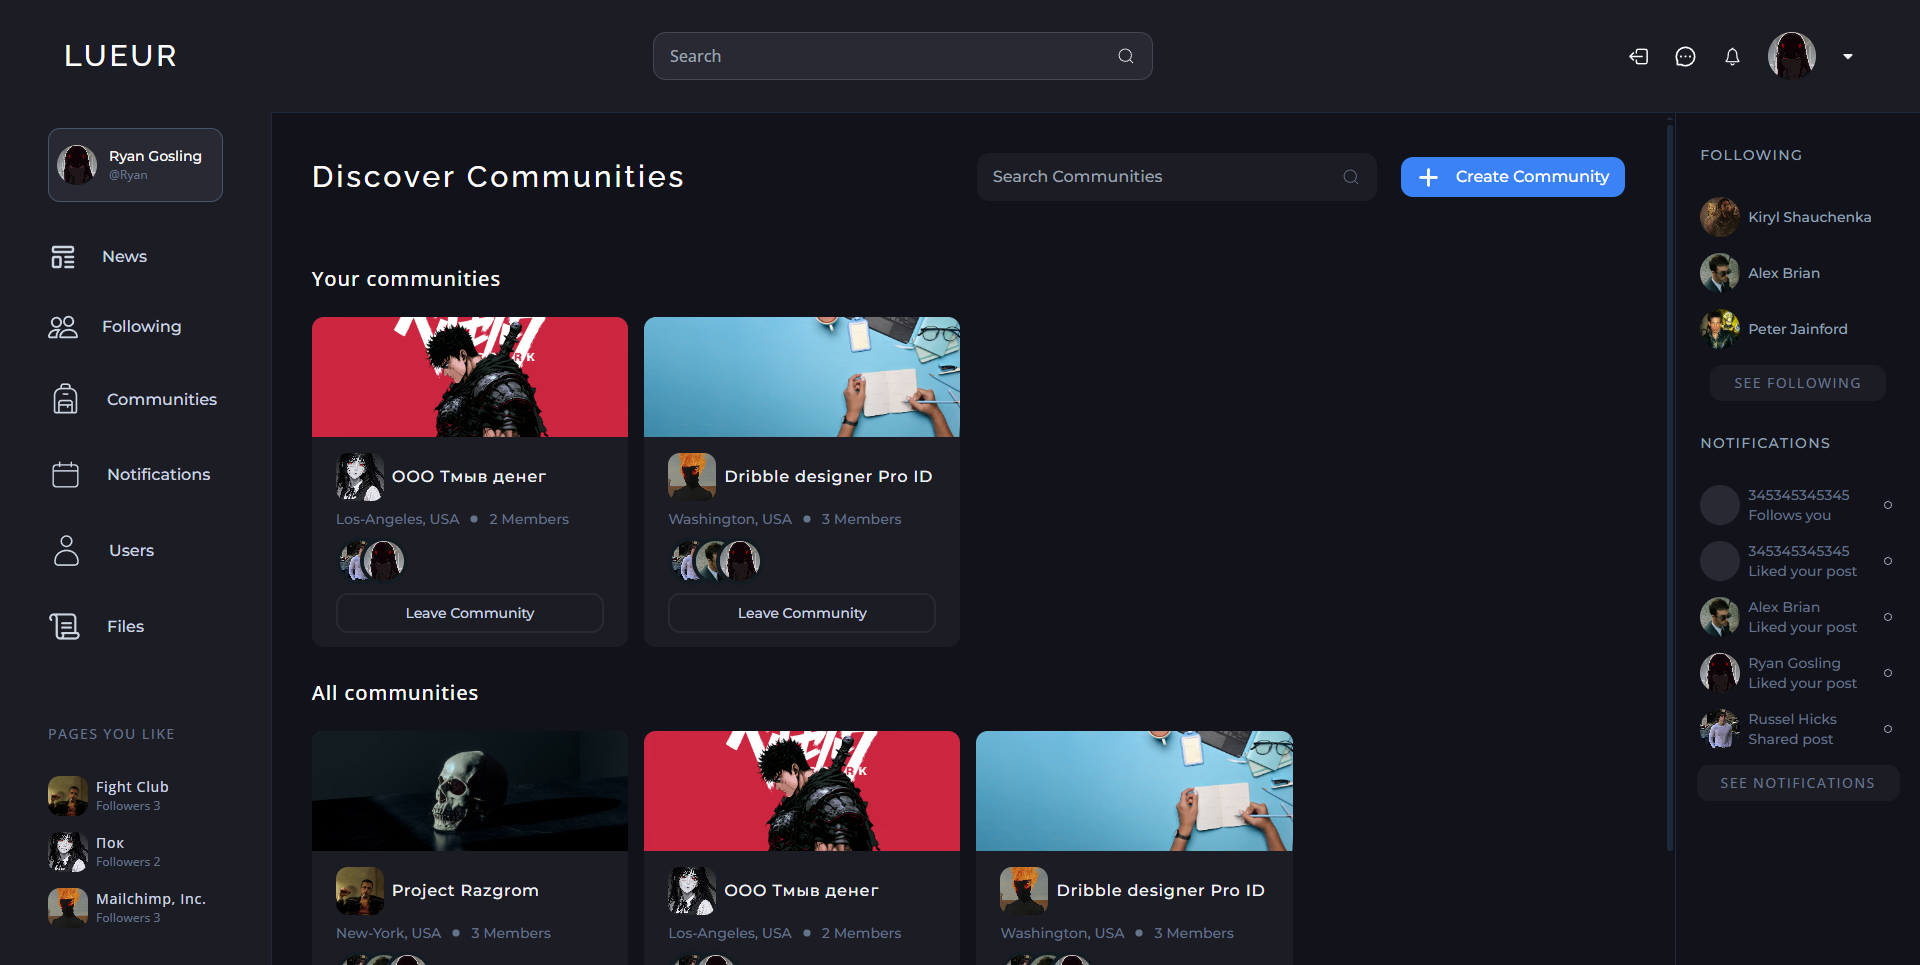 LUEUR
Search
Ryan Gosling
@Ryan
News
Following
Communities
Notifications
Users
Files
PAGES YOU LIKE
Fight Club
Followers 3
Пок
Followers 2
Mailchimp, Inc.
Followers 3
Discover Communities
Search Communities
Create Community
Your communities
ООО Тмыв денег
Los-Angeles, USA • 2 Members
Leave Community
Dribble designer Pro ID
Washington, USA • 3 Members
Leave Community
All communities
Project Razgrom
New-York, USA • 3 Members
ООО Тмыв денег
Los-Angeles, USA • 2 Members
Dribble designer Pro ID
Washington, USA • 3 Members
FOLLOWING
Kiryl Shauchenka
Alex Brian
Peter Jainford
SEE FOLLOWING
NOTIFICATIONS
345345345345
Follows you
345345345345
Liked your post
Alex Brian
Liked your post
Ryan Gosling
Liked your post
Russel Hicks
Shared post
SEE NOTIFICATIONS